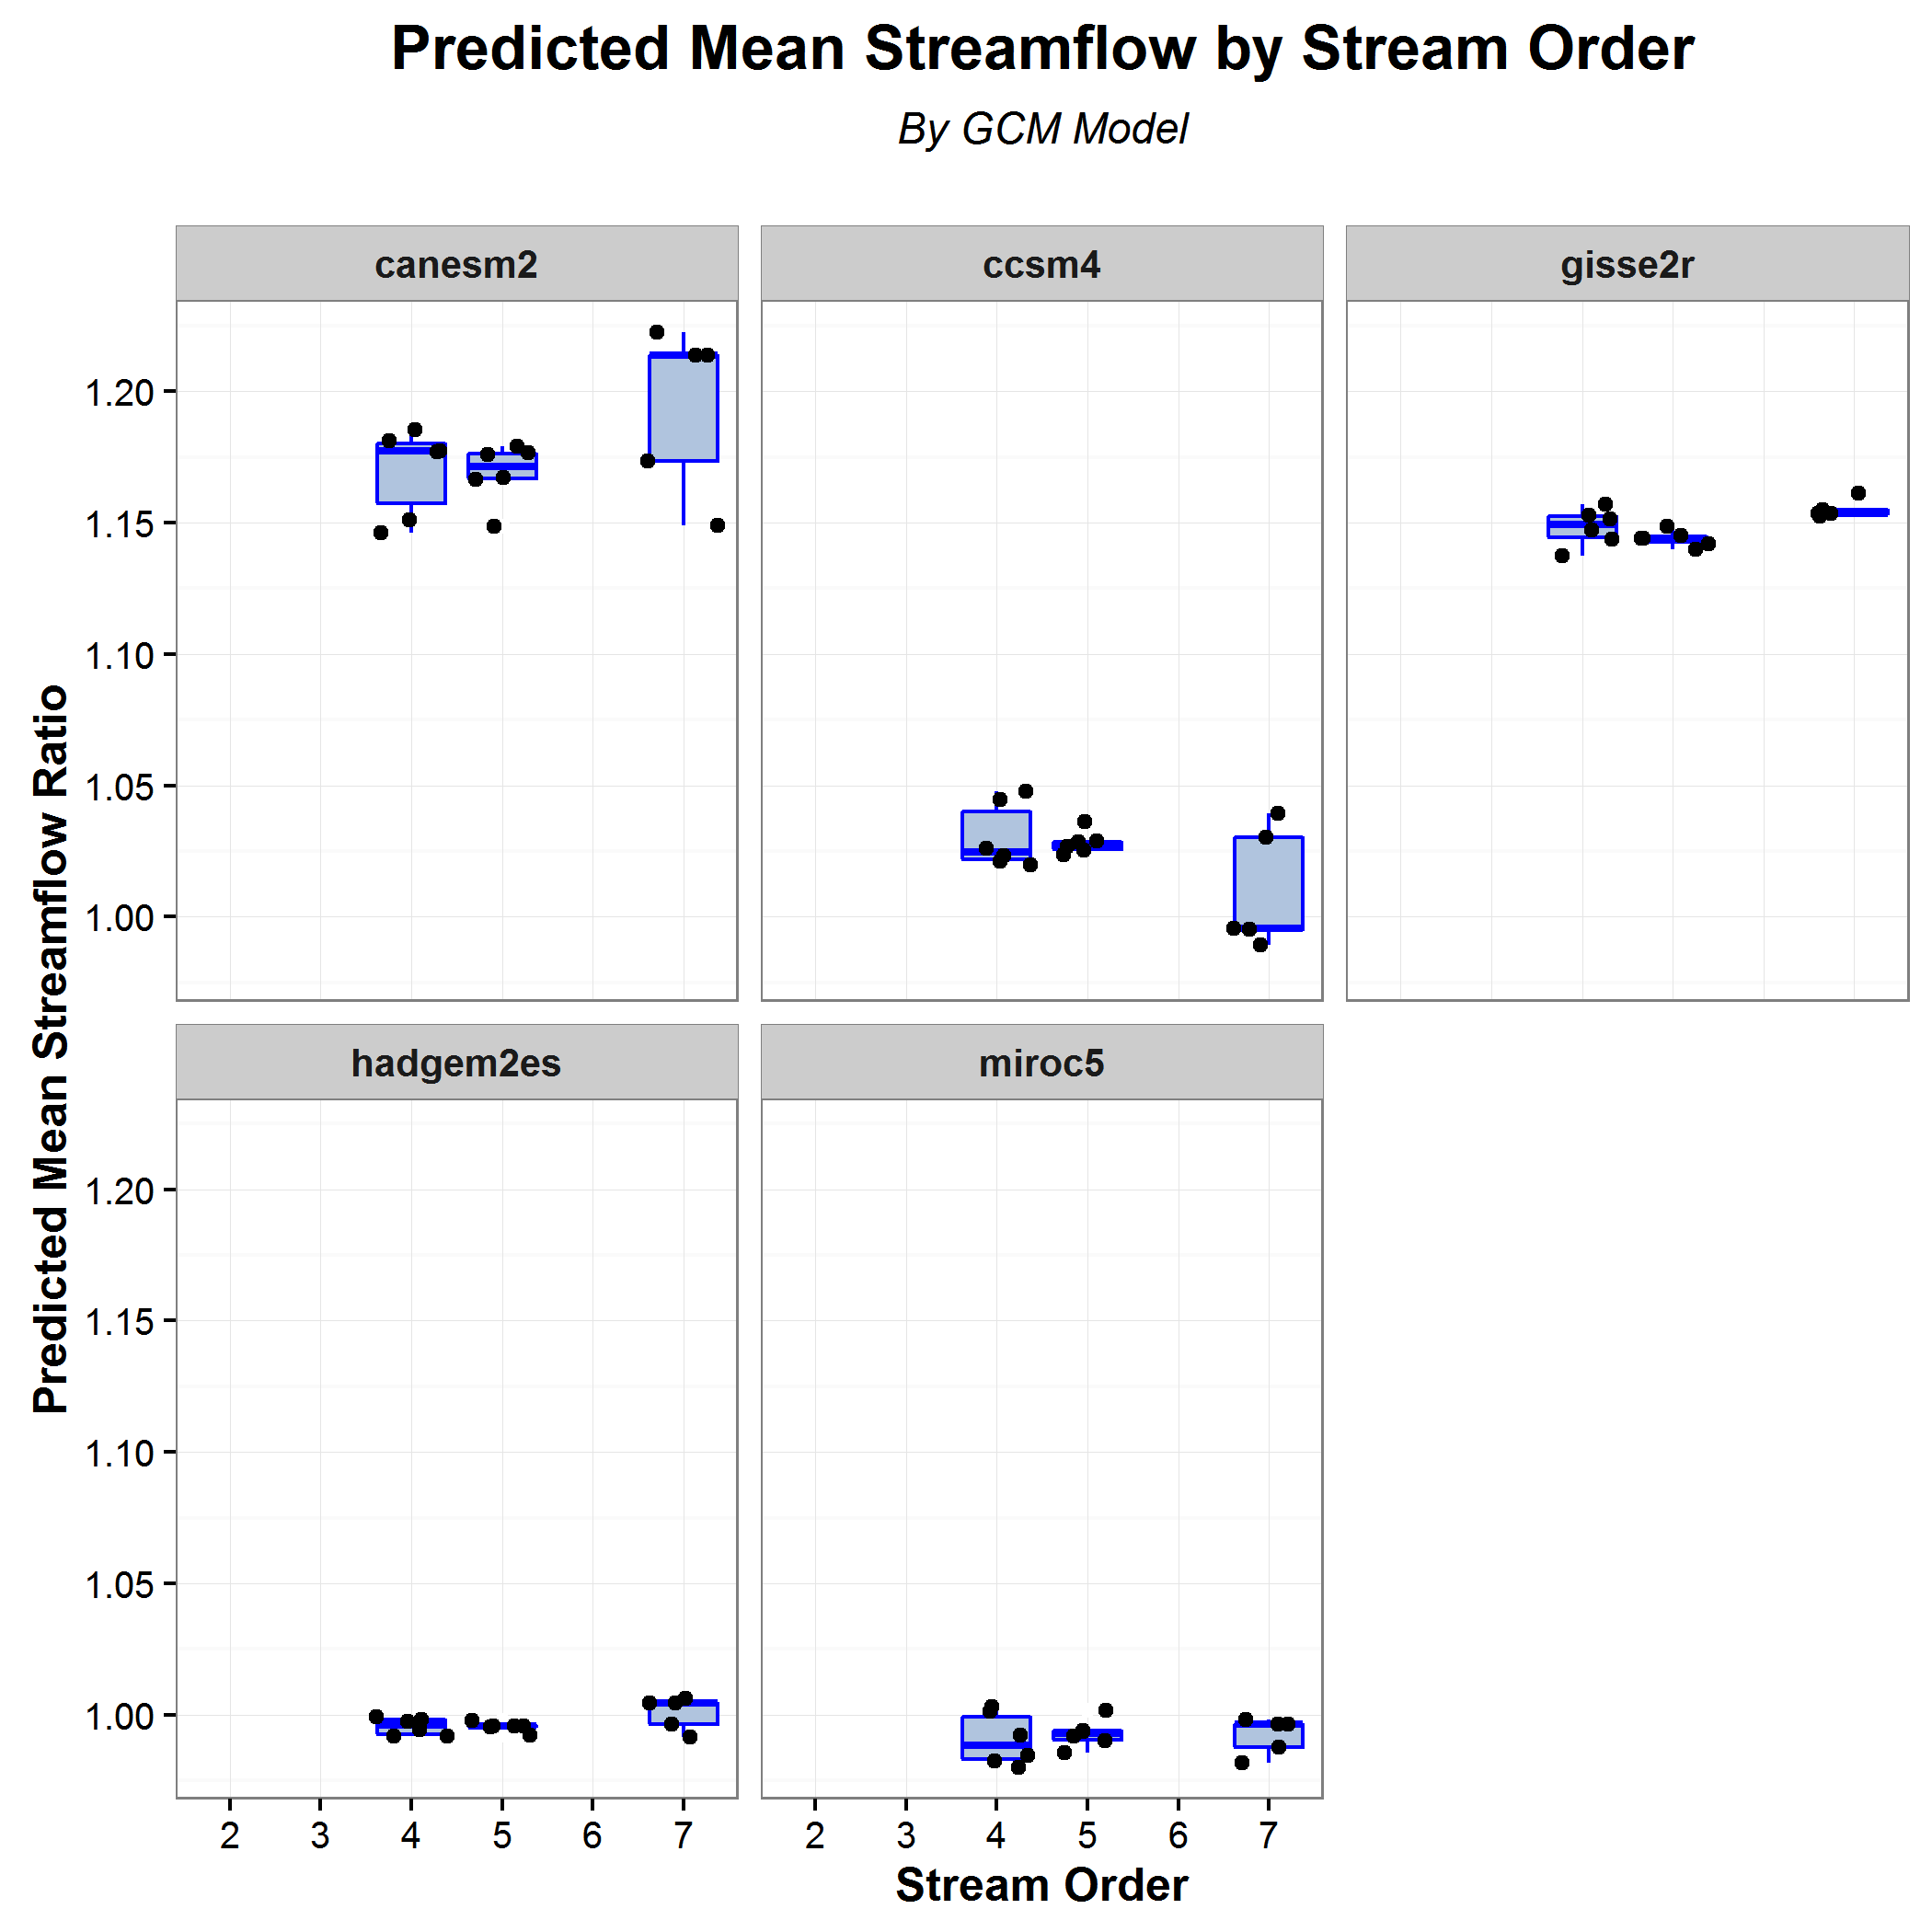 Predicted Mean Streamflow by Stream Order
By GCM Model
canesm2 ccsm4 gisse2r
1.20
1.15
1.10
1.05
1.00
Predicted Mean Streamflow Ratio
hadgem2es miroc5
1.20
1.15
1.10
1.05
1.00
2 3 4 5 6 7 2 3 4 5 6 7
Stream Order